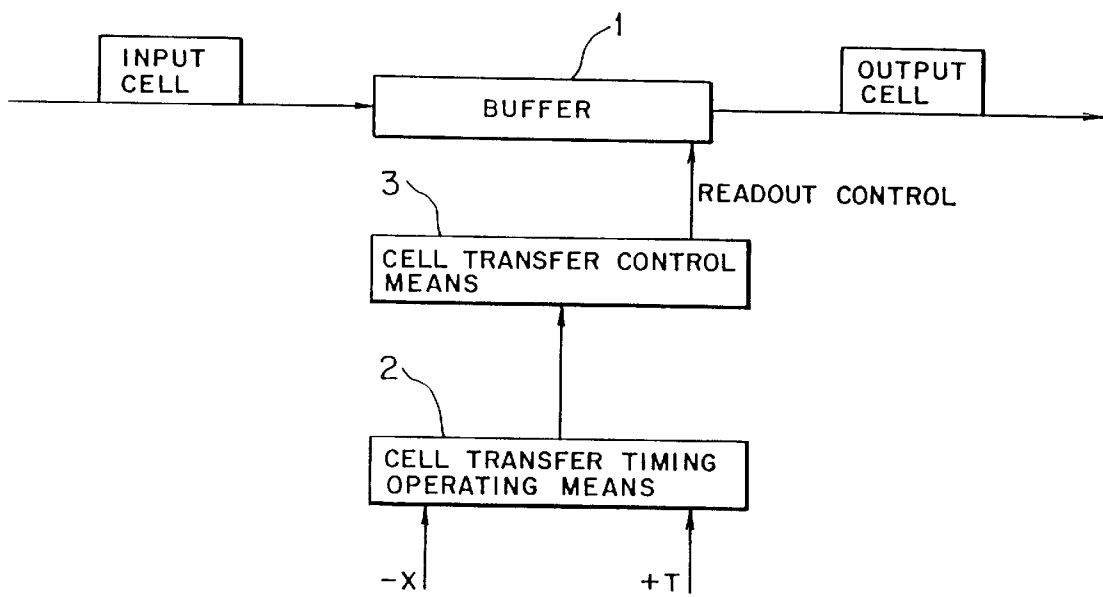 1
INPUT
CELL
BUFFER
OUTPUT
CELL
3
READOUT CONTROL
CELL TRANSFER CONTROL
MEANS
2
CELL TRANSFER TIMING
OPERATING MEANS
-X
+T